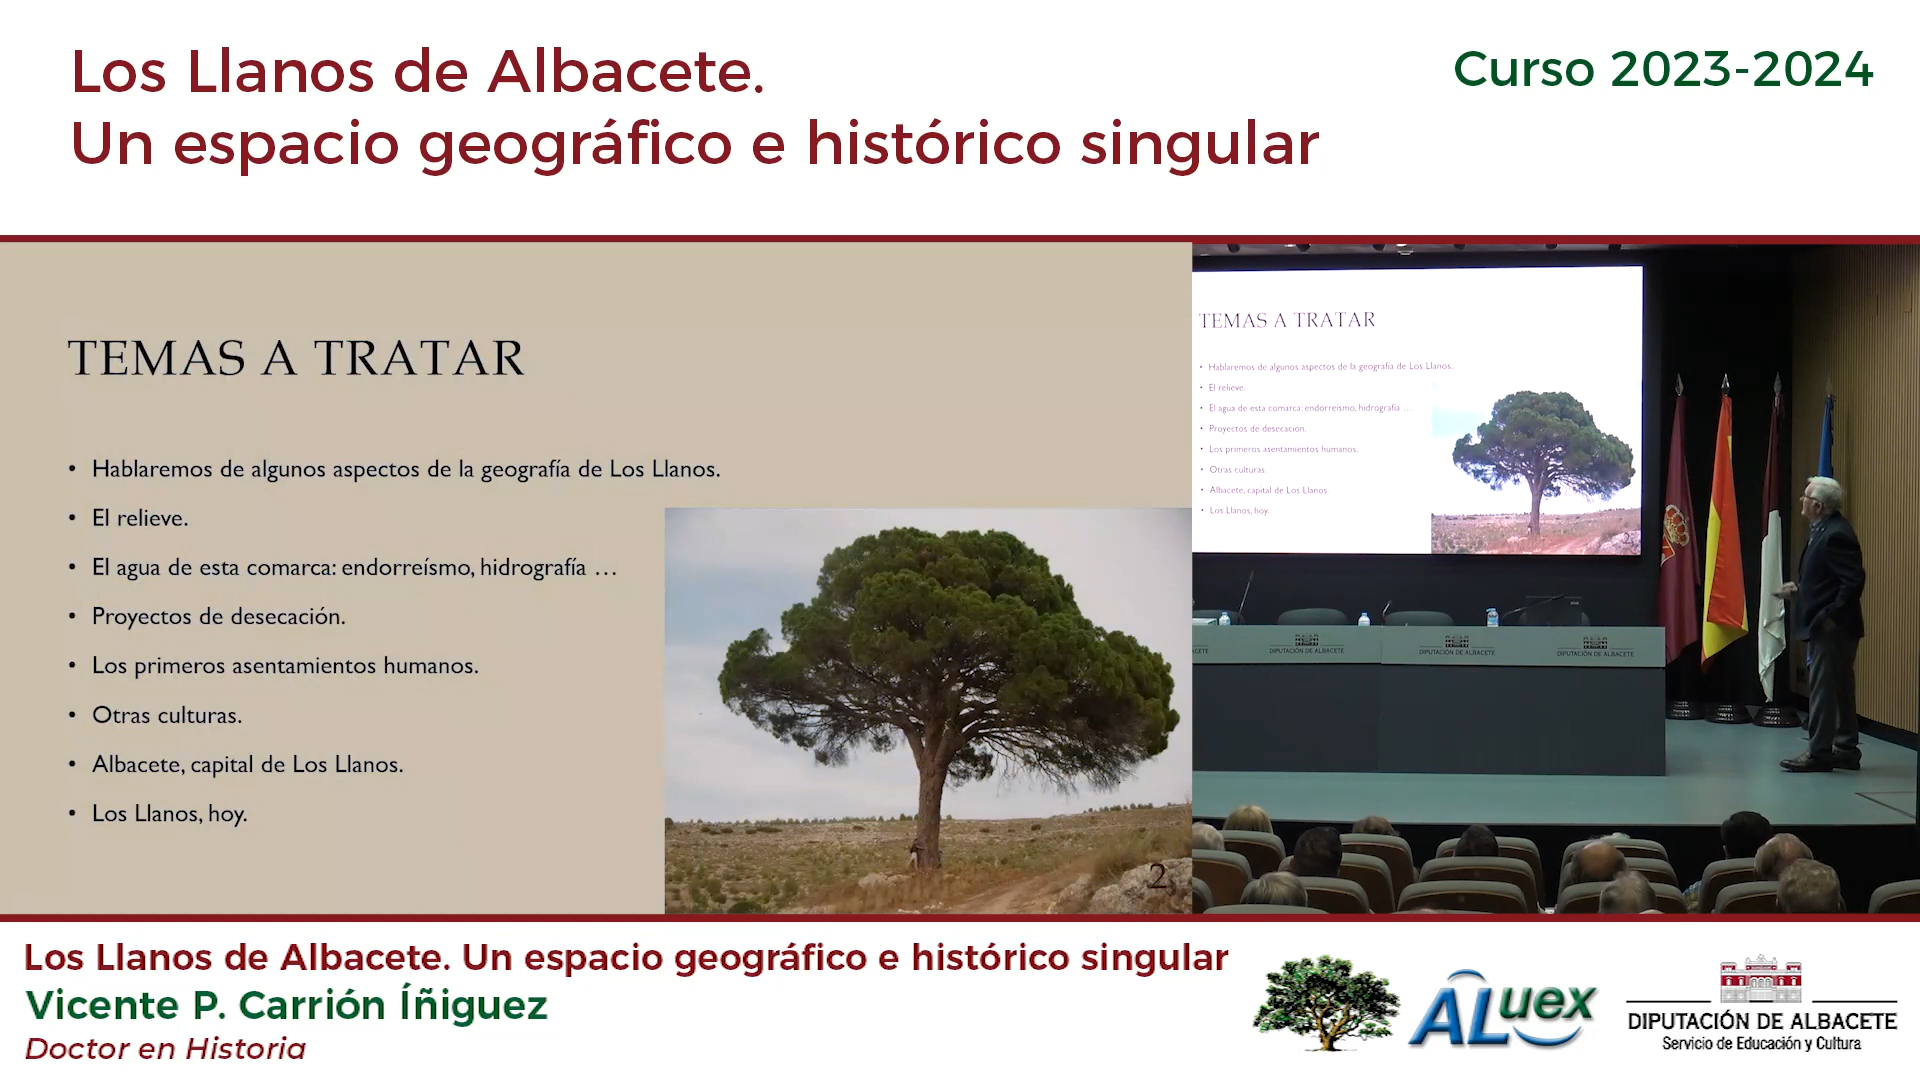 Los Llanos de Albacete.
Un espacio geográfico e histórico singular
Curso 2023-2024
TEMAS A TRATAR
• Hablaremos de algunos aspectos de la geografía de Los Llanos.
• El relieve.
• El agua de esta comarca: endorreísmo, hidrografía …
• Proyectos de desecación.
• Los primeros asentamientos humanos.
• Otras culturas.
• Albacete, capital de Los Llanos.
• Los Llanos, hoy.
2
TEMAS A TRATAR
• Hablaremos de algunos aspectos de la geografía de Los Llanos.
• El relieve.
• El agua de esta comarca: endorreísmo, hidrografía …
• Proyectos de desecación.
• Los primeros asentamientos humanos.
• Otras culturas.
• Albacete, capital de Los Llanos
• Los Llanos, hoy.
DIPUTACIÓN DE ALBACETE
DIPUTACIÓN DE ALBACETE
DIPUTACIÓN DE ALBACETE
Los Llanos de Albacete. Un espacio geográfico e histórico singular
Vicente P. Carrión Íñiguez
Doctor en Historia
ALuex
DIPUTACIÓN DE ALBACETE
Servicio de Educación y Cultura